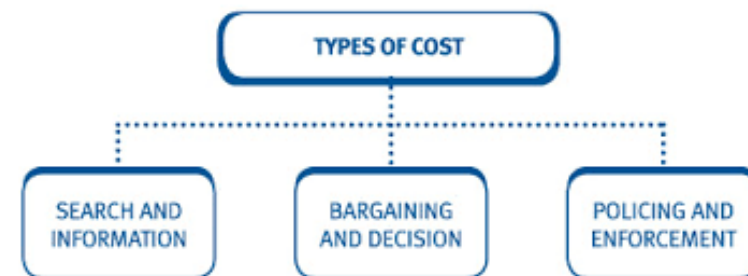 TYPES OF COST
SEARCH AND
INFORMATION
BARGAINING
AND DECISION
POLICING AND
ENFORCEMENT